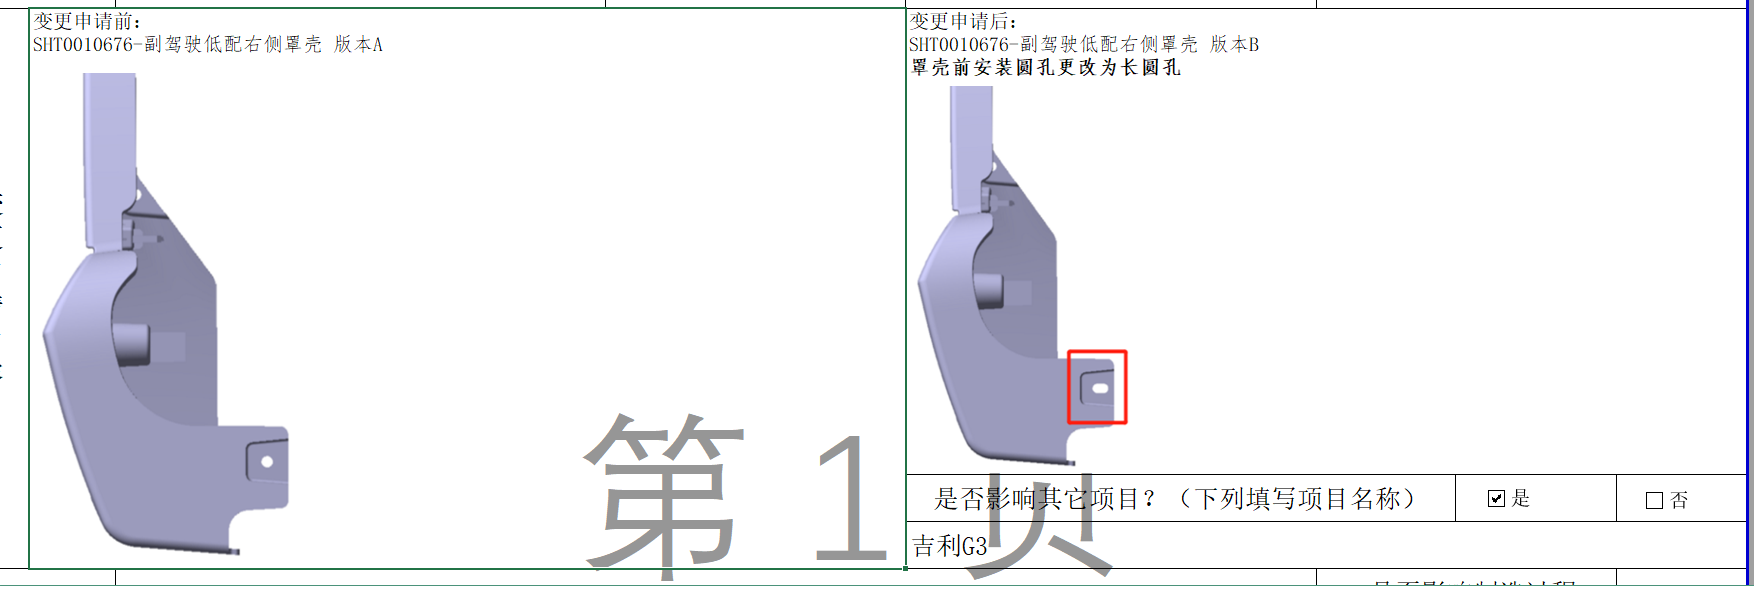 变更申请前:
SHT0010676-副驾驶低配右侧罩壳 版本A
变更申请后:
SHT0010676-副驾驶低配右侧罩壳 版本B
罩壳前安装圆孔更改为长圆孔
第 1 页
是否影响其它项目？（下列填写项目名称）
是
否
吉利G3